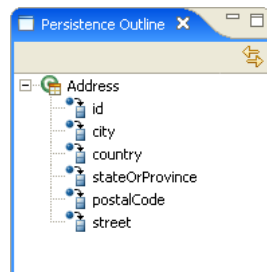 Persistence Outline
Address
id
city
country
stateOrProvince
postalCode
street